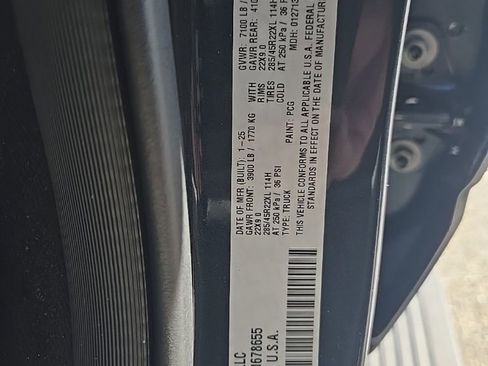 LLC
678655
U.S.A.
DATE OF MFR (BUILT): 1-25 GVWR: 7100 LB /
GAWR FRONT: 3900 LB / 1770 KG WITH GAWR REAR: 410
22X9.0 RIMS 22X9.0
285/45R22XL 114H TIRES 285/45R22XL 114H
AT 250 kPa / 36 PSI COLD AT 250 kPa / 36 PSI
TYPE: TRUCK PAINT: PCG MDH: 012713
THIS VEHICLE CONFORMS TO ALL APPLICABLE U.S.A. FEDERAL
STANDARDS IN EFFECT ON THE DATE OF MANUFACTUR